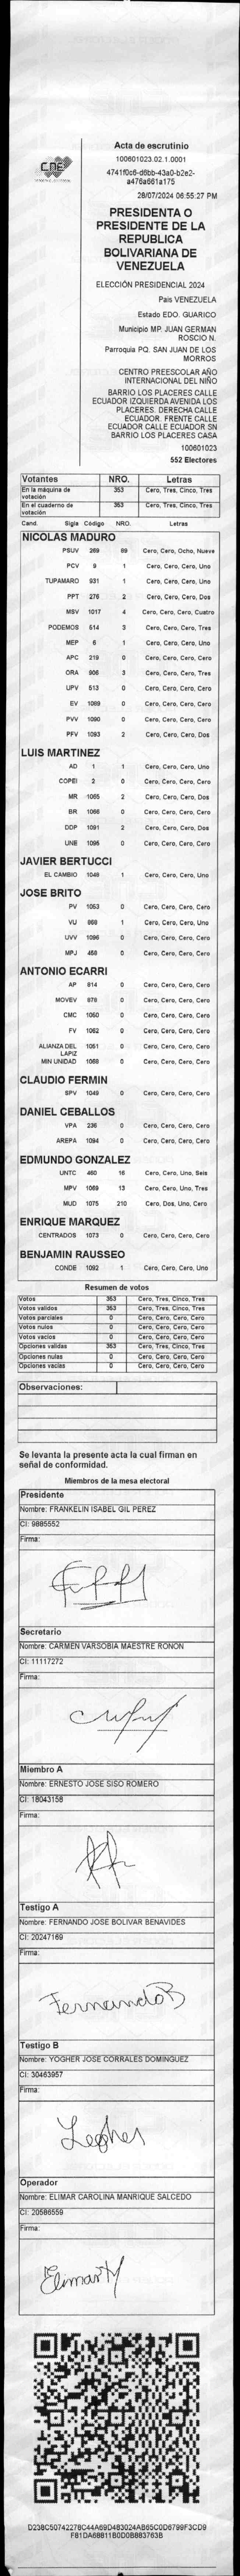 CNE
Acta de escrutinio
100601023.02.1.0001
4741f0c6-d6bb-43a0-b2e2-
a476a661a175
28/07/2024 06:55:27 PM
PRESIDENTA O
PRESIDENTE DE LA
REPUBLICA
BOLIVARIANA DE
VENEZUELA
ELECCIÓN PRESIDENCIAL 2024
Pais VENEZUELA
Estado EDO. GUARICO
Municipio MP. JUAN GERMAN
ROSCIO N.
Parroquia PQ. SAN JUAN DE LOS
MORROS
CENTRO PREESCOLAR AÑO
INTERNACIONAL DEL NIÑO
BARRIO LOS PLACERES CALLE
ECUADOR IZQUIERDA AVENIDA LOS
PLACERES. DERECHA CALLE
ECUADOR. FRENTE CALLE
ECUADOR CALLE ECUADOR SN
BARRIO LOS PLACERES CASA
100601023
552 Electores
Votantes NRO. Letras
En la máquina de votación 353 Cero, Tres, Cinco, Tres
En el cuaderno de votación 353 Cero, Tres, Cinco, Tres
Cand. Sigla Código NRO. Letras
NICOLAS MADURO
PSUV 269 89 Cero, Cero, Ocho, Nueve
PCV 9 1 Cero, Cero, Cero, Uno
TUPAMARO 931 1 Cero, Cero, Cero, Uno
PPT 276 2 Cero, Cero, Cero, Dos
MSV 1017 4 Cero, Cero, Cero, Cuatro
PODEMOS 514 3 Cero, Cero, Cero, Tres
MEP 6 1 Cero, Cero, Cero, Uno
APC 219 0 Cero, Cero, Cero, Cero
ORA 906 3 Cero, Cero, Cero, Tres
UPV 513 0 Cero, Cero, Cero, Cero
EV 1089 0 Cero, Cero, Cero, Cero
PVV 1090 0 Cero, Cero, Cero, Cero
PFV 1093 2 Cero, Cero, Cero, Dos
LUIS MARTINEZ
AD 1 1 Cero, Cero, Cero, Uno
COPEI 2 0 Cero, Cero, Cero, Cero
MR 1065 2 Cero, Cero, Cero, Dos
BR 1066 0 Cero, Cero, Cero, Cero
DDP 1091 2 Cero, Cero, Cero, Dos
UNE 1095 0 Cero, Cero, Cero, Cero
JAVIER BERTUCCI
EL CAMBIO 1048 1 Cero, Cero, Cero, Uno
JOSE BRITO
PV 1053 0 Cero, Cero, Cero, Cero
VU 968 1 Cero, Cero, Cero, Uno
UVV 1096 0 Cero, Cero, Cero, Cero
MPJ 458 0 Cero, Cero, Cero, Cero
ANTONIO ECARRI
AP 814 0 Cero, Cero, Cero, Cero
MOVEV 979 0 Cero, Cero, Cero, Cero
CMC 1050 0 Cero, Cero, Cero, Cero
FV 1062 0 Cero, Cero, Cero, Cero
ALIANZA DEL LAPIZ 1051 0 Cero, Cero, Cero, Cero
MIN UNIDAD 1068 0 Cero, Cero, Cero, Cero
CLAUDIO FERMIN
SPV 1049 0 Cero, Cero, Cero, Cero
DANIEL CEBALLOS
VPA 236 0 Cero, Cero, Cero, Cero
AREPA 1094 0 Cero, Cero, Cero, Cero
EDMUNDO GONZALEZ
UNTC 460 16 Cero, Cero, Uno, Seis
MPV 1069 13 Cero, Cero, Uno, Tres
MUD 1075 210 Cero, Dos, Uno, Cero
ENRIQUE MARQUEZ
CENTRADOS 1073 0 Cero, Cero, Cero, Cero
BENJAMIN RAUSSEO
CONDE 1092 1 Cero, Cero, Cero, Uno
Resumen de votos
Votos 353 Cero, Tres, Cinco, Tres
Votos validos 353 Cero, Tres, Cinco, Tres
Votos parciales 0 Cero, Cero, Cero, Cero
Votos nulos 0 Cero, Cero, Cero, Cero
Votos vacios 0 Cero, Cero, Cero, Cero
Opciones validas 353 Cero, Tres, Cinco, Tres
Opciones nulas 0 Cero, Cero, Cero, Cero
Opciones vacias 0 Cero, Cero, Cero, Cero
Observaciones:
Se levanta la presente acta la cual firman en
señal de conformidad.
Miembros de la mesa electoral
Presidente
Nombre: FRANKELIN ISABEL GIL PEREZ
CI: 9885552
Firma:
Secretario
Nombre: CARMEN VARSOBIA MAESTRE RONON
CI: 11117272
Firma:
Miembro A
Nombre: ERNESTO JOSE SISO ROMERO
CI: 18043158
Firma:
Testigo A
Nombre: FERNANDO JOSE BOLIVAR BENAVIDES
CI: 20247169
Firma:
FernandoB
Testigo B
Nombre: YOGHER JOSE CORRALES DOMINGUEZ
CI: 30463957
Firma:
Operador
Nombre: ELIMAR CAROLINA MANRIQUE SALCEDO
CI: 20586559
Firma:
ElimarM
D238C50742278C44A69D483024AB65C0D6799F3CD9
F81DA68811B0D0B883763B